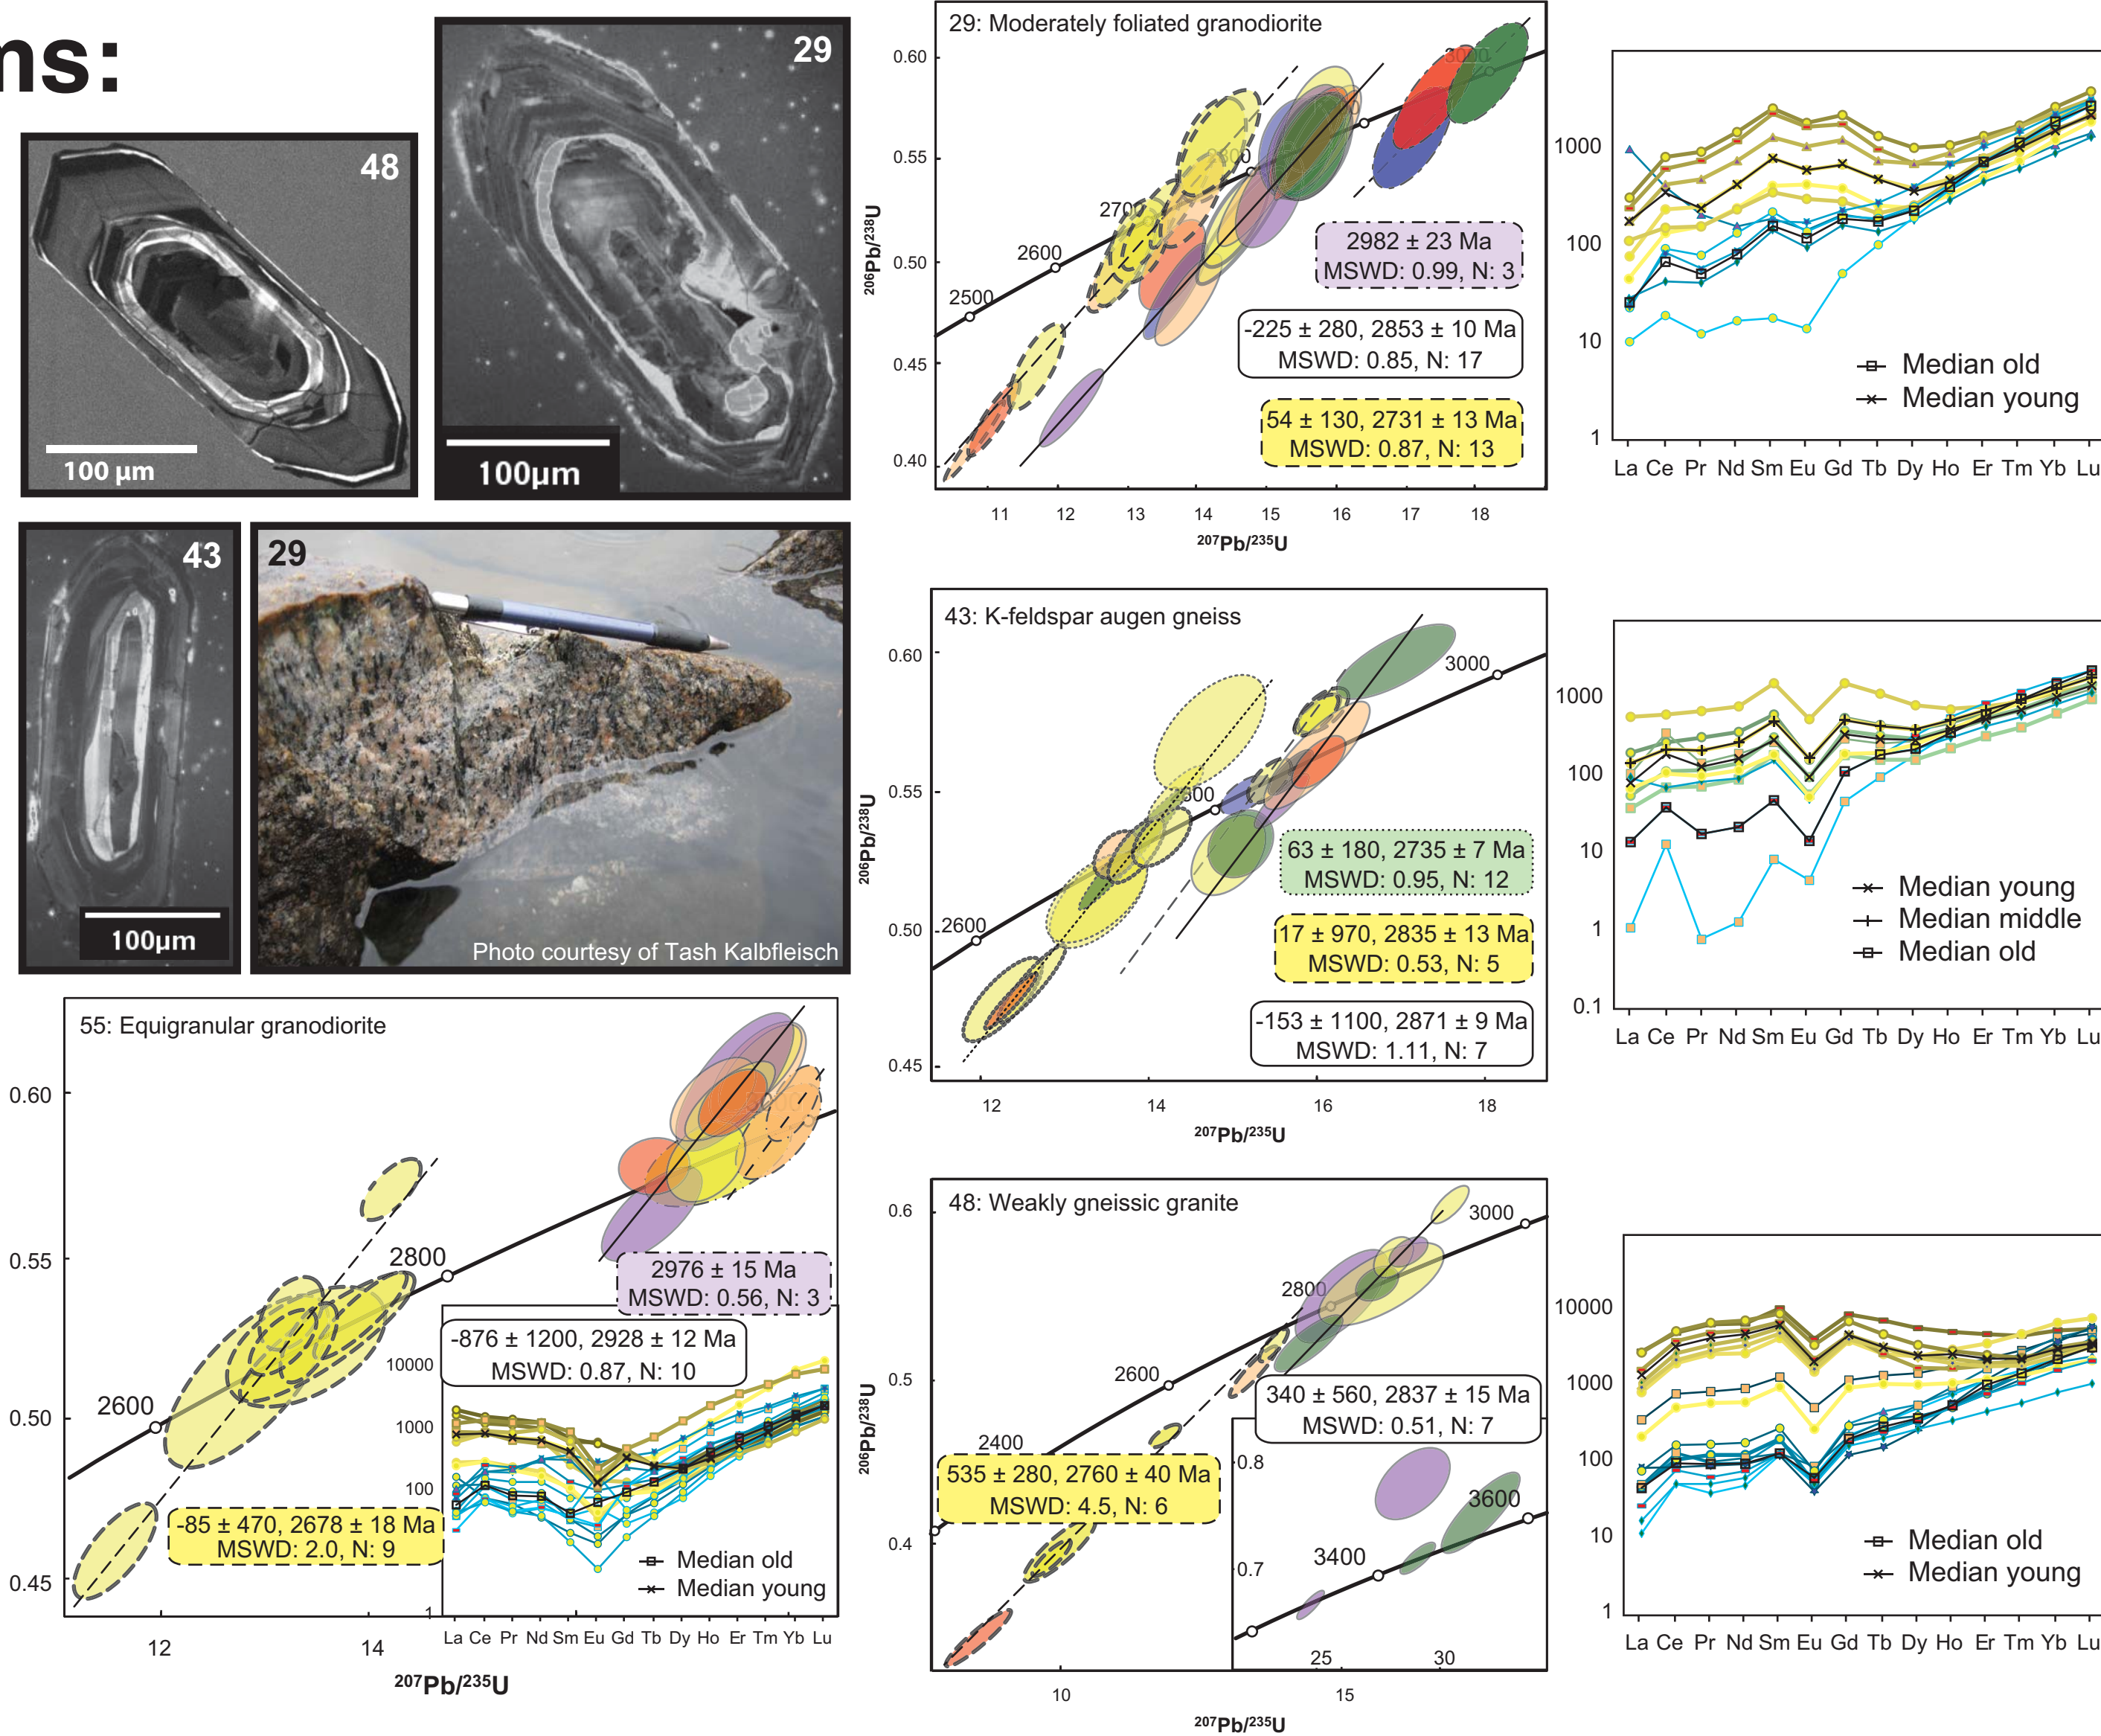 ns:
48
100 µm
29
100µm
43
100µm
29
Photo courtesy of Tash Kalbfleisch
29: Moderately foliated granodiorite
0.60
0.55
0.50
0.45
0.40
206Pb/238U
2500
2600
2700
2800
3000
2982 ± 23 Ma
MSWD: 0.99, N: 3
-225 ± 280, 2853 ± 10 Ma
MSWD: 0.85, N: 17
54 ± 130, 2731 ± 13 Ma
MSWD: 0.87, N: 13
11 12 13 14 15 16 17 18
207Pb/235U
1000
100
10
1
Median old
Median young
La Ce Pr Nd Sm Eu Gd Tb Dy Ho Er Tm Yb Lu
43: K-feldspar augen gneiss
0.60
0.55
0.50
0.45
206Pb/238U
2600
800
3000
63 ± 180, 2735 ± 7 Ma
MSWD: 0.95, N: 12
17 ± 970, 2835 ± 13 Ma
MSWD: 0.53, N: 5
-153 ± 1100, 2871 ± 9 Ma
MSWD: 1.11, N: 7
12 14 16 18
207Pb/235U
1000
100
10
1
0.1
Median young
Median middle
Median old
La Ce Pr Nd Sm Eu Gd Tb Dy Ho Er Tm Yb Lu
55: Equigranular granodiorite
0.60
0.55
0.50
0.45
2600
2800
3000
2976 ± 15 Ma
MSWD: 0.56, N: 3
-876 ± 1200, 2928 ± 12 Ma
MSWD: 0.87, N: 10
-85 ± 470, 2678 ± 18 Ma
MSWD: 2.0, N: 9
10000
1000
100
1
Median old
Median young
La Ce Pr Nd Sm Eu Gd Tb Dy Ho Er Tm Yb Lu
12 14
207Pb/235U
48: Weakly gneissic granite
0.6
0.5
0.4
206Pb/238U
2400
2600
2800
3000
340 ± 560, 2837 ± 15 Ma
MSWD: 0.51, N: 7
535 ± 280, 2760 ± 40 Ma
MSWD: 4.5, N: 6
0.8
0.7
3400
3600
25 30
10 15
207Pb/235U
10000
1000
100
10
1
Median old
Median young
La Ce Pr Nd Sm Eu Gd Tb Dy Ho Er Tm Yb Lu